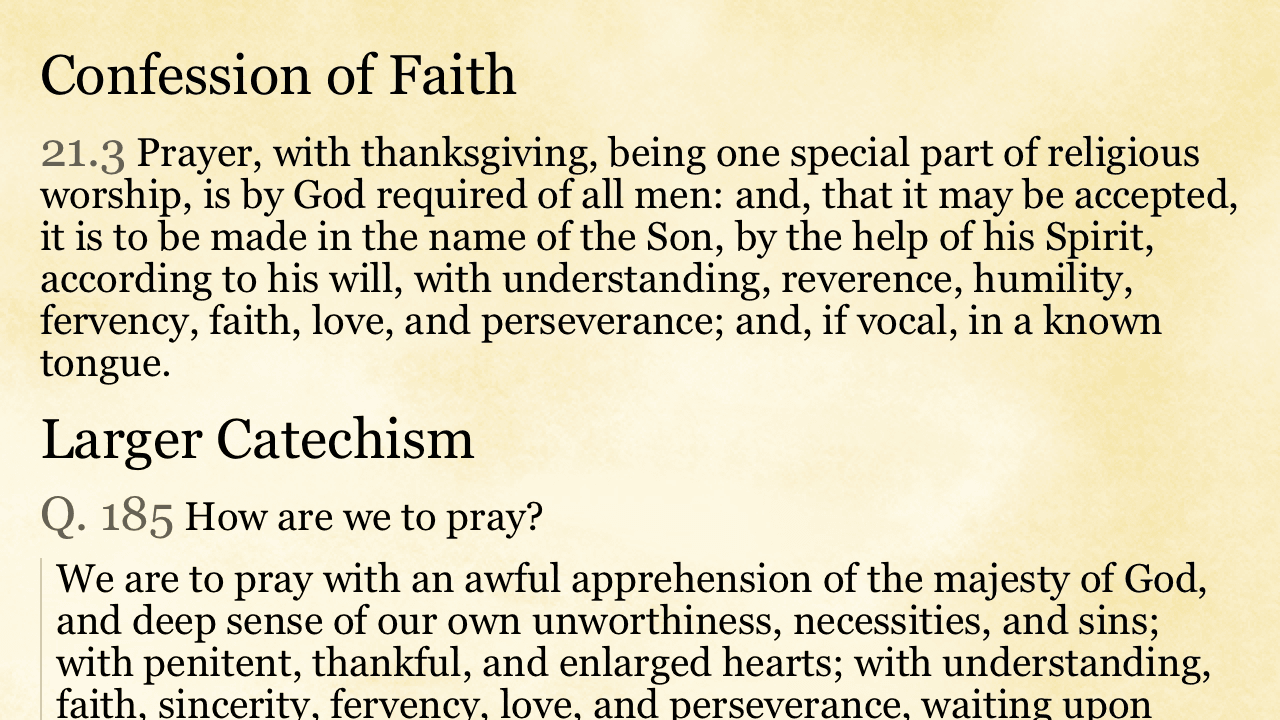 Confession of Faith
21.3 Prayer, with thanksgiving, being one special part of religious
worship, is by God required of all men: and, that it may be accepted,
it is to be made in the name of the Son, by the help of his Spirit,
according to his will, with understanding, reverence, humility,
fervency, faith, love, and perseverance; and, if vocal, in a known
tongue.
Larger Catechism
Q. 185 How are we to pray?
We are to pray with an awful apprehension of the majesty of God,
and deep sense of our own unworthiness, necessities, and sins;
with penitent, thankful, and enlarged hearts; with understanding,
faith, sincerity, fervency, love, and perseverance, waiting upon